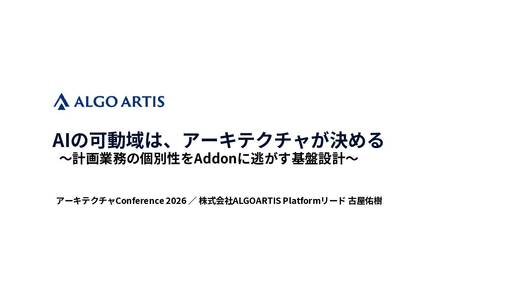 ALGO ARTIS
AIの可動域は、アーキテクチャが決める
〜計画業務の個別性をAddonに逃がす基盤設計〜
アーキテクチャConference 2026 ／ 株式会社ALGOARTIS Platformリード 古屋佑樹